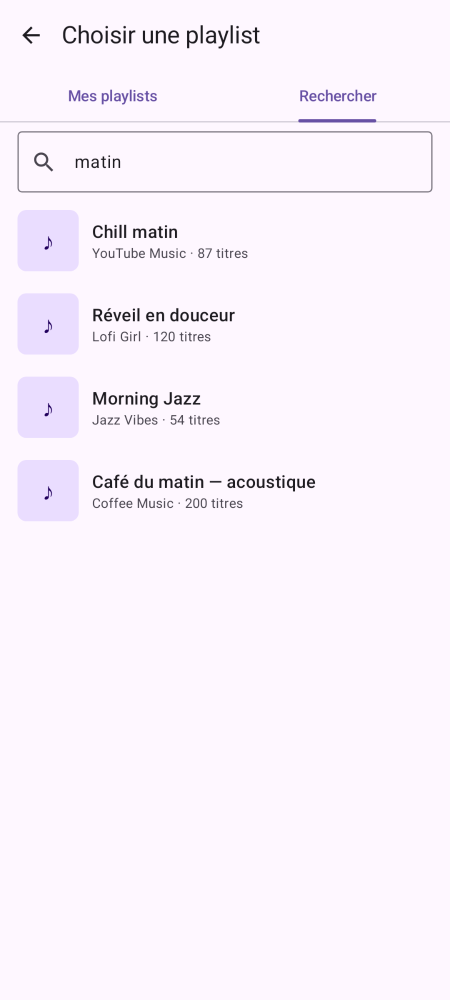 Choisir une playlist
Mes playlists
Rechercher
matin
♪
Chill matin
YouTube Music · 87 titres
♪
Réveil en douceur
Lofi Girl · 120 titres
♪
Morning Jazz
Jazz Vibes · 54 titres
♪
Café du matin — acoustique
Coffee Music · 200 titres